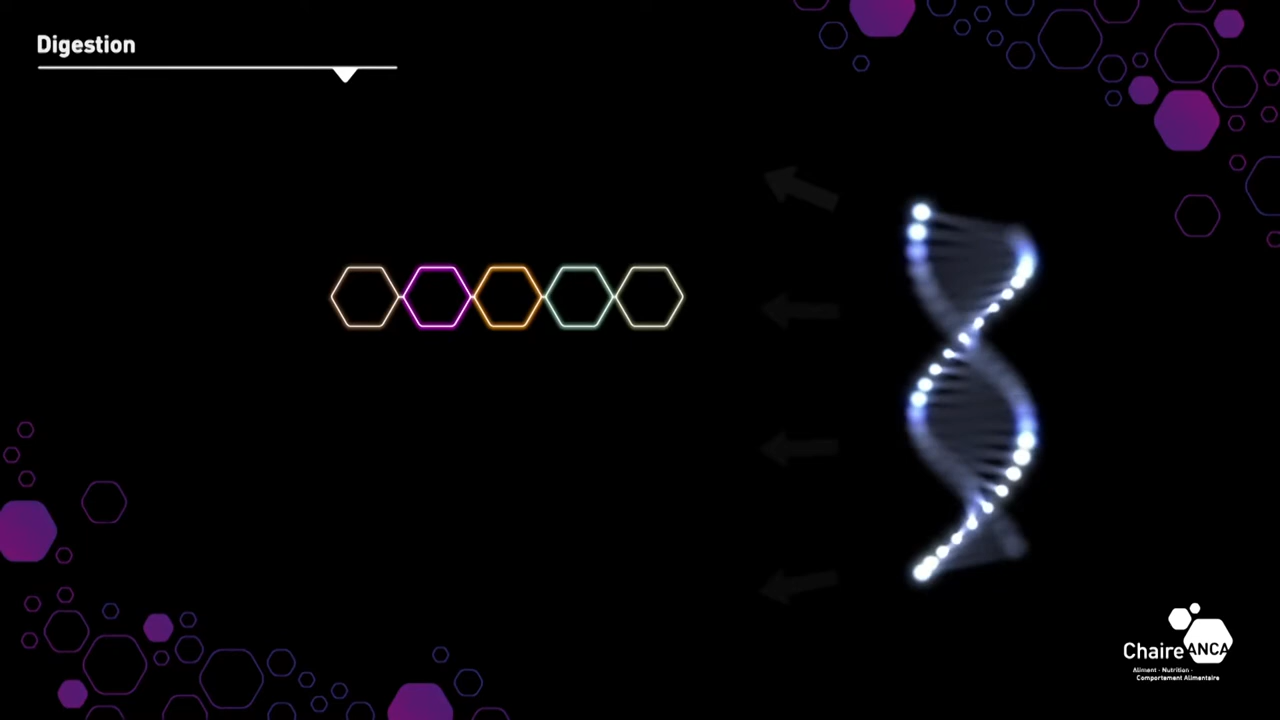 Digestion
Chaire ANCA
Aliment - Nutrition -
Comportement Alimentaire